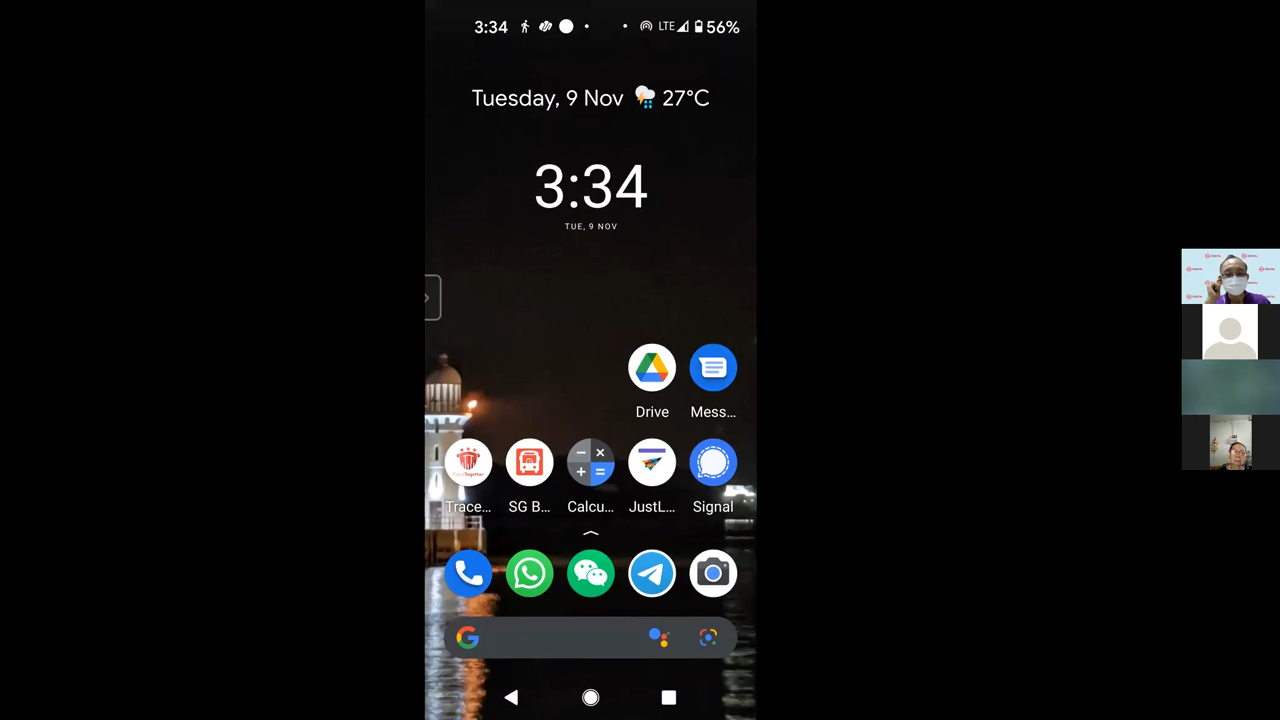 3:34 LTE 56%
Tuesday, 9 Nov 27°C
3:34
TUE, 9 NOV
Drive Mess...
TraceTogether
Trace... SG B... Calcu... JustL... Signal